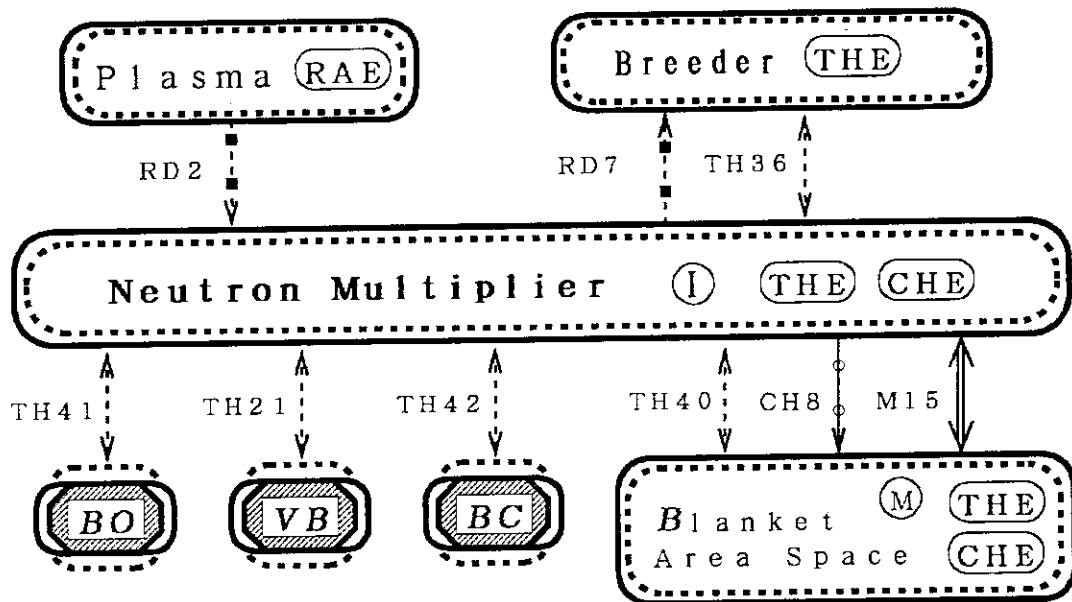 Plasma RAE
Breeder THE
RD2
RD7
TH36
Neutron Multiplier I THE CHE
TH41
TH21
TH42
TH40
CH8
M15
BO
VB
BC
M THE
Blanket
Area Space CHE